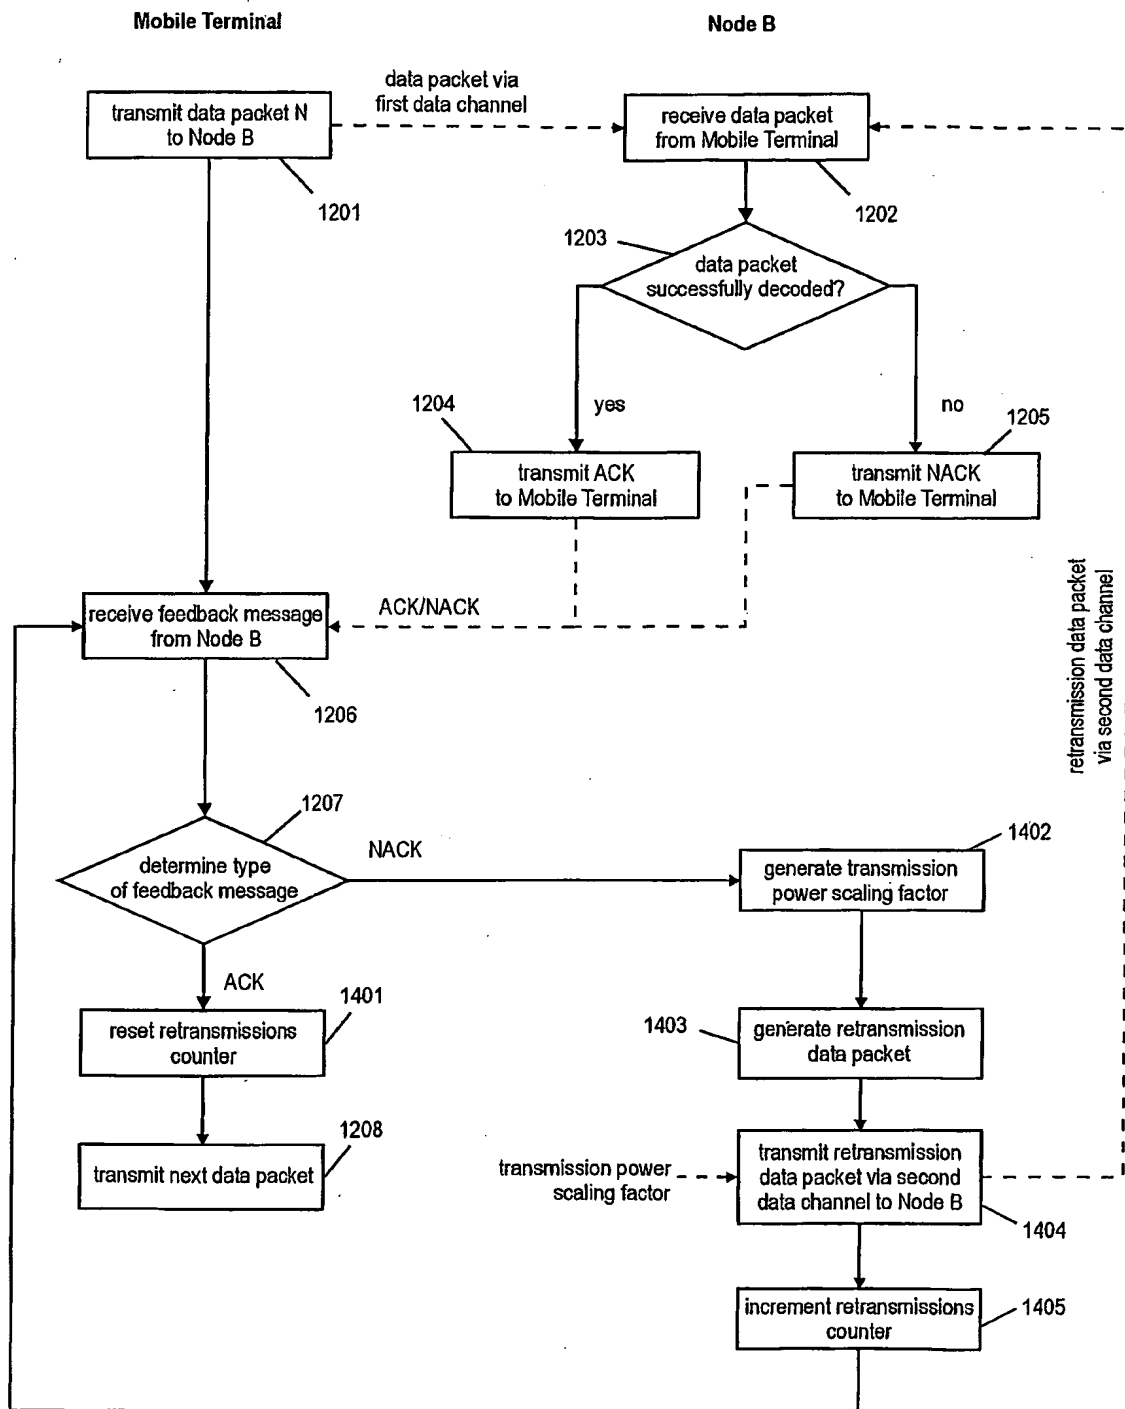 Mobile Terminal
Node B
data packet via
first data channel
transmit data packet N
to Node B
receive data packet
from Mobile Terminal
1201
1202
1203
data packet
successfully decoded?
yes
no
1204
1205
transmit ACK
to Mobile Terminal
transmit NACK
to Mobile Terminal
ACK/NACK
receive feedback message
from Node B
1206
retransmission data packet
via second data channel
1207
determine type
of feedback message
NACK
1402
generate transmission
power scaling factor
ACK
1401
reset retransmissions
counter
1403
generate retransmission
data packet
1208
transmit next data packet
transmission power
scaling factor
transmit retransmission
data packet via second
data channel to Node B
1404
increment retransmissions
counter
1405